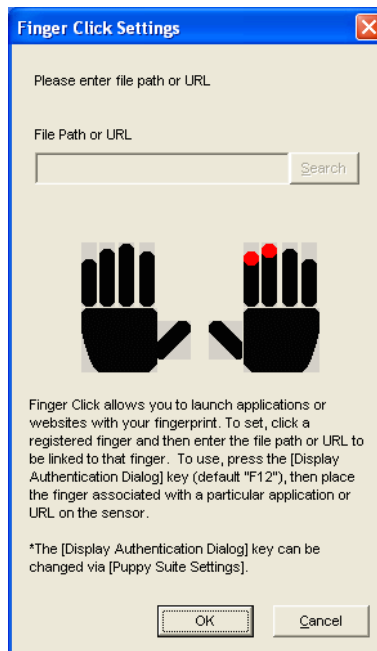 Finger Click Settings
Please enter file path or URL
File Path or URL
Search
Finger Click allows you to launch applications or
websites with your fingerprint. To set, click a
registered finger and then enter the file path or URL to
be linked to that finger.  To use, press the [Display
Authentication Dialog] key (default "F12"), then place
the finger associated with a particular application or
URL on the sensor.
*The [Display Authentication Dialog] key can be
changed via [Puppy Suite Settings].
OK
Cancel